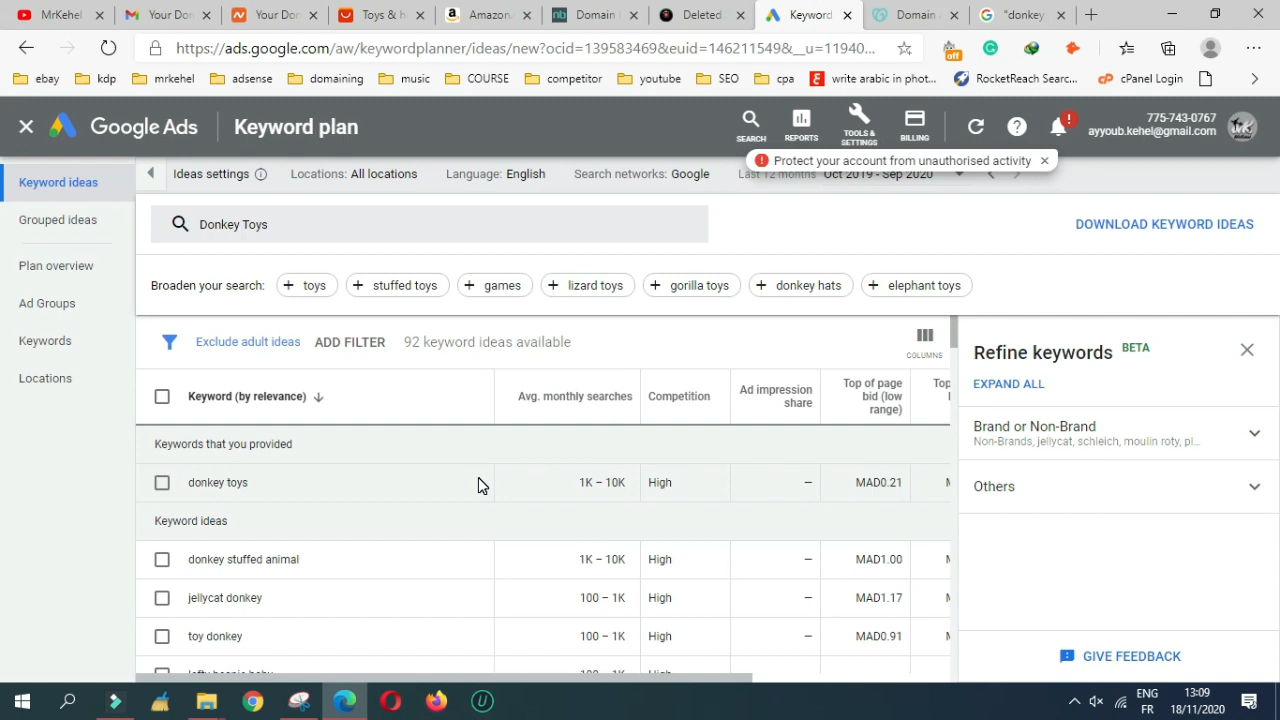 MrKehel
Your Don
Your Don
Toys & H
Amazon.
Domain
Deleted
Keyword
Domain
"donkey
https://ads.google.com/aw/keywordplanner/ideas/new?ocid=139583469&euid=146211549&__u=11940...
off
ebay
kdp
mrkehel
adsense
domaining
music
COURSE
competitor
youtube
SEO
cpa
write arabic in phot...
RocketReach Searc...
cPanel Login
Google Ads
Keyword plan
SEARCH
REPORTS
TOOLS & SETTINGS
BILLING
775-743-0767
ayyoub.kehel@gmail.com
Protect your account from unauthorised activity
Keyword ideas
Grouped ideas
Plan overview
Ad Groups
Keywords
Locations
Ideas settings
Locations: All locations
Language: English
Search networks: Google
Last 12 months
Oct 2019 - Sep 2020
Donkey Toys
DOWNLOAD KEYWORD IDEAS
Broaden your search:
toys
stuffed toys
games
lizard toys
gorilla toys
donkey hats
elephant toys
Exclude adult ideas
ADD FILTER
92 keyword ideas available
COLUMNS
Keyword (by relevance)
Avg. monthly searches
Competition
Ad impression
share
Top of page
bid (low
range)
Top
Keywords that you provided
donkey toys
1K – 10K
High
–
MAD0.21
Keyword ideas
donkey stuffed animal
1K – 10K
High
–
MAD1.00
jellycat donkey
100 – 1K
High
–
MAD1.17
toy donkey
100 – 1K
High
–
MAD0.91
Refine keywords BETA
EXPAND ALL
Brand or Non-Brand
Non-Brands, jellycat, schleich, moulin roty, pl...
Others
GIVE FEEDBACK
ENG
FR
13:09
18/11/2020